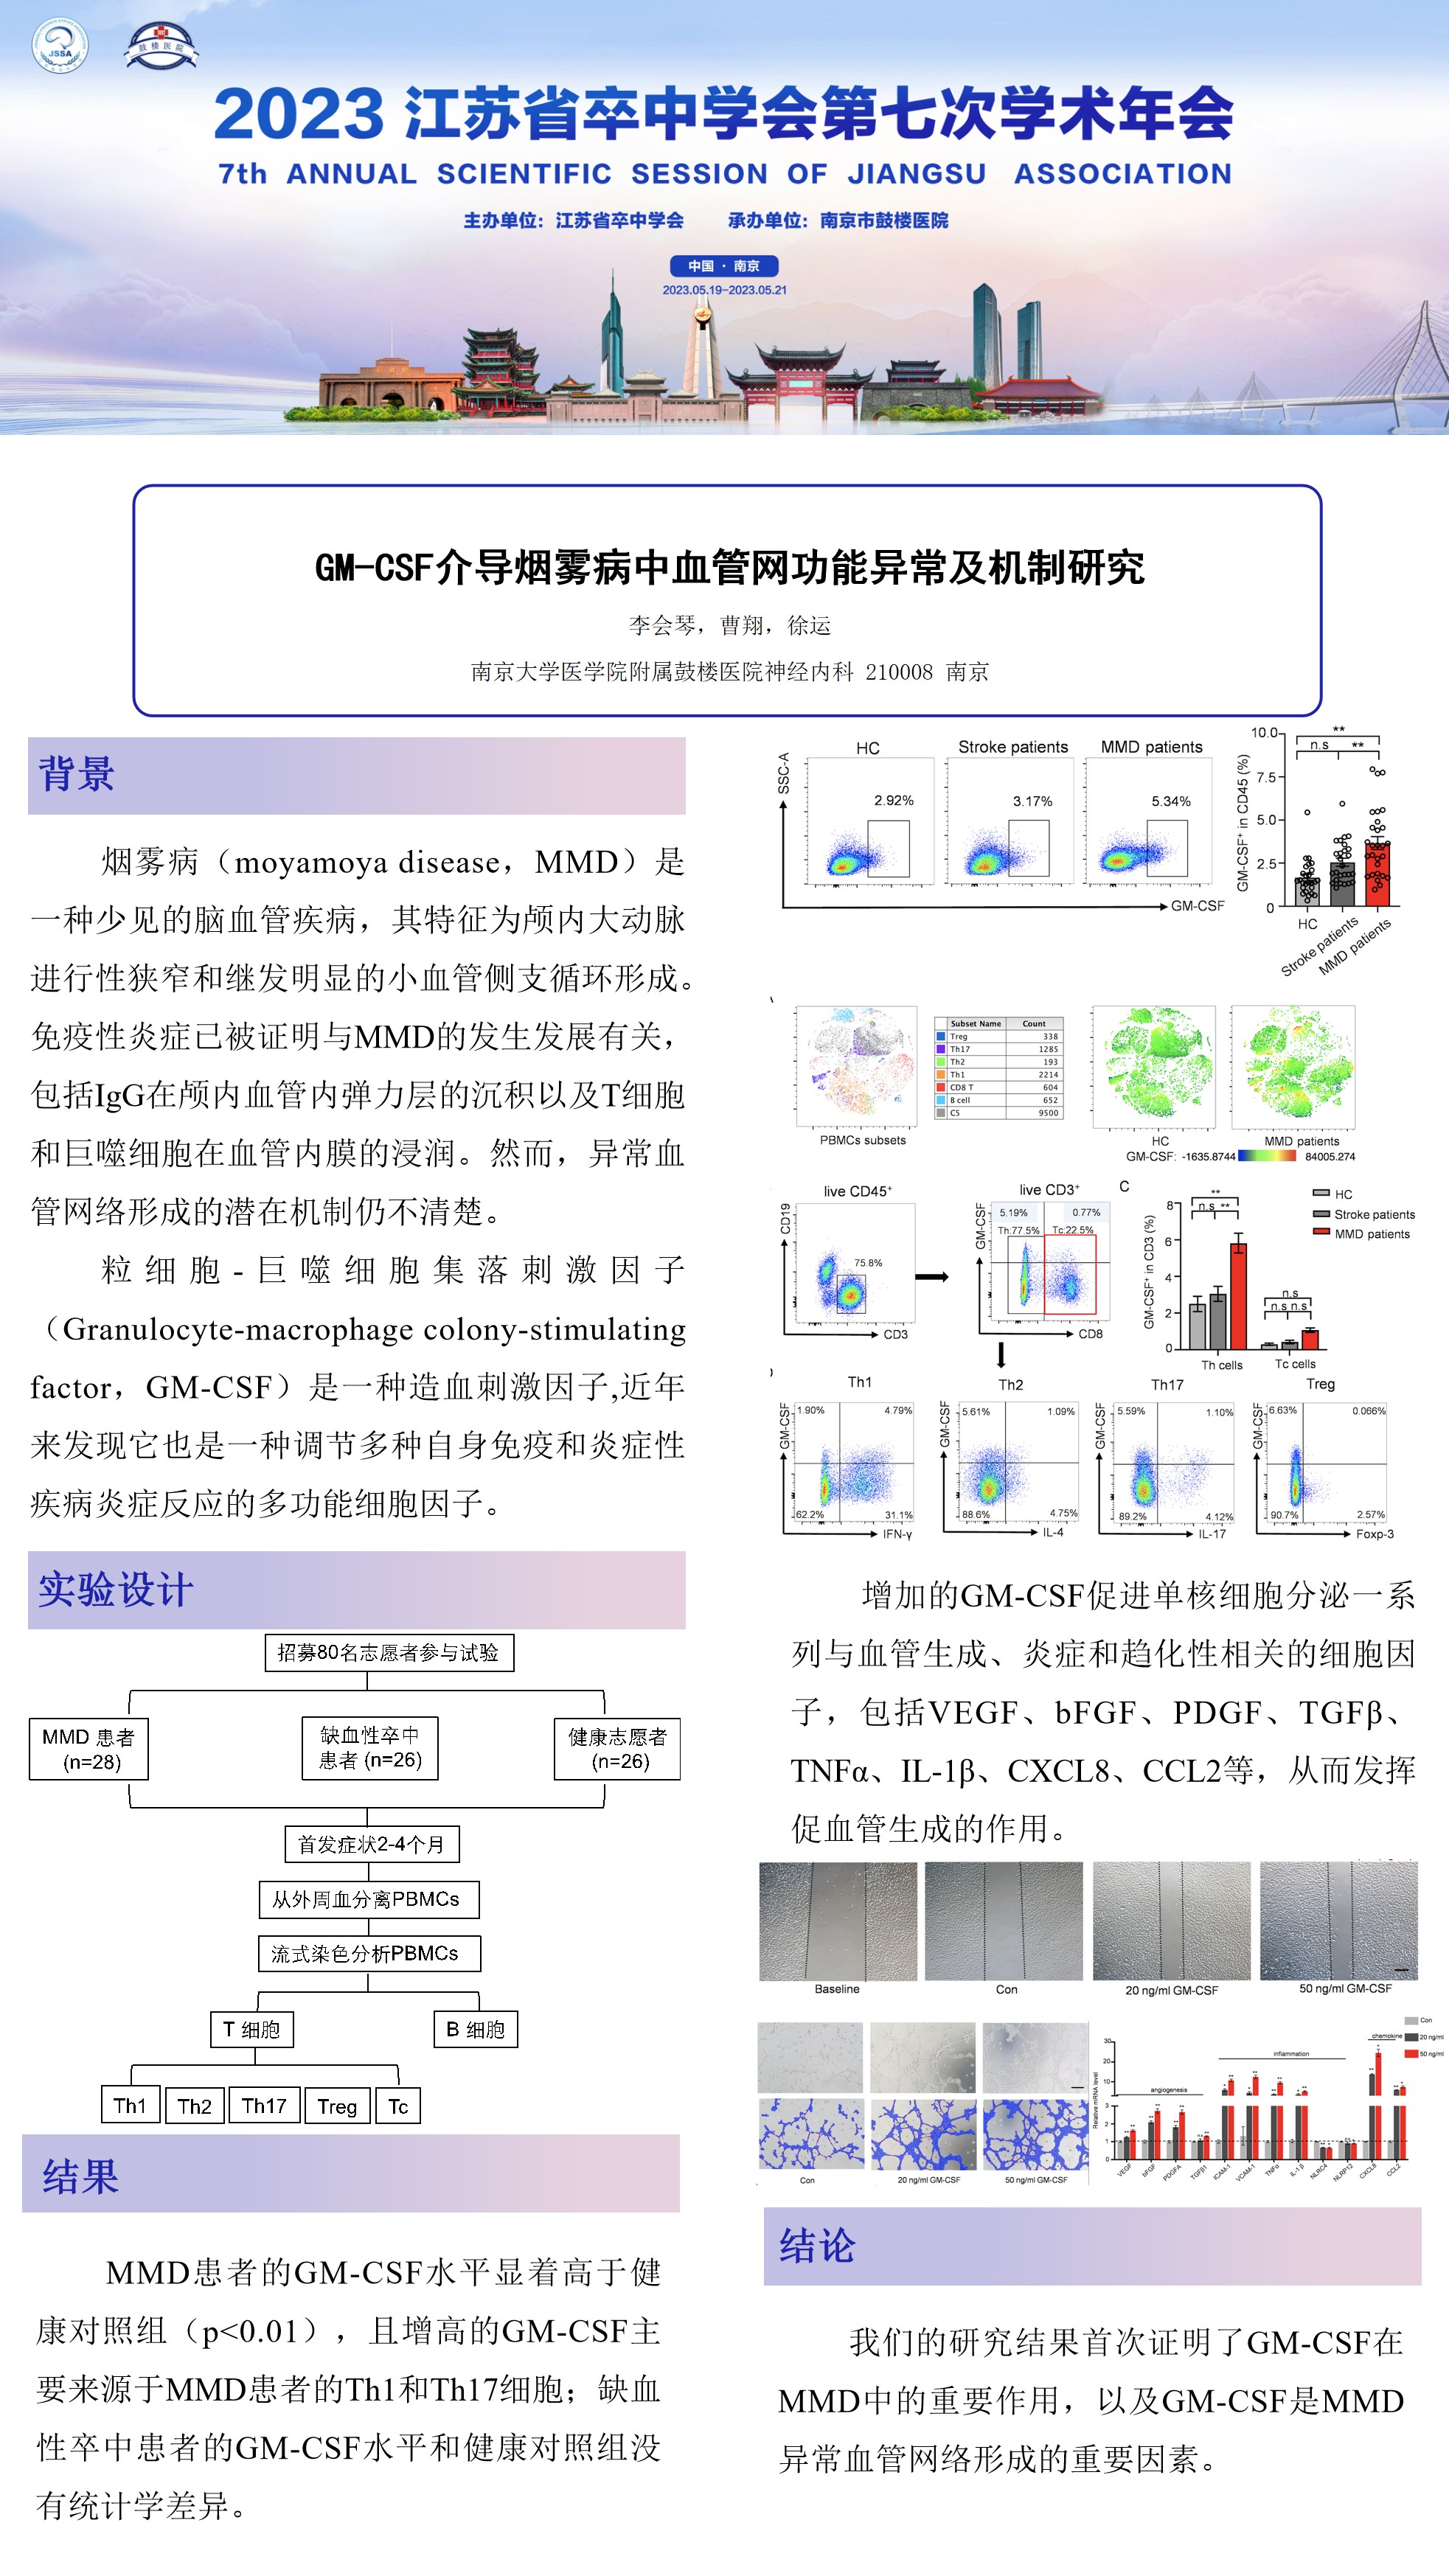 JSSA
鼓楼医院
2023 江苏省卒中学会第七次学术年会
7th ANNUAL SCIENTIFIC SESSION OF JIANGSU ASSOCIATION
主办单位：江苏省卒中学会 承办单位：南京市鼓楼医院
中国 · 南京
2023.05.19-2023.05.21
GM-CSF介导烟雾病中血管网功能异常及机制研究
李会琴，曹翔，徐运
南京大学医学院附属鼓楼医院神经内科 210008 南京
背景
烟雾病（moyamoya disease，MMD）是
一种少见的脑血管疾病，其特征为颅内大动脉
进行性狭窄和继发明显的小血管侧支循环形成。
免疫性炎症已被证明与MMD的发生发展有关，
包括IgG在颅内血管内弹力层的沉积以及T细胞
和巨噬细胞在血管内膜的浸润。然而，异常血
管网络形成的潜在机制仍不清楚。
粒细胞-巨噬细胞集落刺激因子
（Granulocyte-macrophage colony-stimulating
factor，GM-CSF）是一种造血刺激因子,近年
来发现它也是一种调节多种自身免疫和炎症性
疾病炎症反应的多功能细胞因子。
实验设计
招募80名志愿者参与试验
MMD 患者
(n=28)
缺血性卒中
患者 (n=26)
健康志愿者
(n=26)
首发症状2-4个月
从外周血分离PBMCs
流式染色分析PBMCs
T 细胞
B 细胞
Th1
Th2
Th17
Treg
Tc
结果
MMD患者的GM-CSF水平显着高于健
康对照组（p<0.01），且增高的GM-CSF主
要来源于MMD患者的Th1和Th17细胞；缺血
性卒中患者的GM-CSF水平和健康对照组没
有统计学差异。
HC Stroke patients MMD patients
SSC-A
2.92% 3.17% 5.34%
GM-CSF
GM-CSF⁺ in CD45 (%)
10.0
7.5
5.0
2.5
0
**
n.s **
HC
Stroke patients
MMD patients
PBMCs subsets
Subset Name Count
Treg 338
Th17 1285
Th2 193
Th1 2214
CD8 T 604
B cell 652
CS 9500
HC MMD patients
GM-CSF: -1635.8744 84005.274
live CD45⁺
CD19
75.8%
CD3
live CD3⁺
GM-CSF
5.19% 0.77%
Th:77.5% Tc:22.5%
CD8
C
GM-CSF⁺ in CD3 (%)
8
6
4
2
0
**
n.s **
n.s
n.s n.s
Th cells Tc cells
HC
Stroke patients
MMD patients
Th1 Th2 Th17 Treg
GM-CSF GM-CSF GM-CSF GM-CSF
1.90% 4.79% 5.61% 1.09% 5.59% 1.10% 6.63% 0.066%
62.2% 31.1% 88.6% 4.75% 89.2% 4.12% 90.7% 2.57%
IFN-γ IL-4 IL-17 Foxp-3
增加的GM-CSF促进单核细胞分泌一系
列与血管生成、炎症和趋化性相关的细胞因
子，包括VEGF、bFGF、PDGF、TGFβ、
TNFα、IL-1β、CXCL8、CCL2等，从而发挥
促血管生成的作用。
Baseline Con 20 ng/ml GM-CSF 50 ng/ml GM-CSF
Con 20 ng/ml GM-CSF 50 ng/ml GM-CSF
Relative mRNA level
30
20
10
3
2
1
0
angiogenesis
inflammation
chemokine
Con
20 ng/ml
50 ng/ml
VEGF bFGF PDGFA TGFβ1 ICAM-1 VCAM-1 TNFα IL-1 β NLRC4 NLRP12 CXCL8 CCL2
结论
我们的研究结果首次证明了GM-CSF在
MMD中的重要作用，以及GM-CSF是MMD
异常血管网络形成的重要因素。